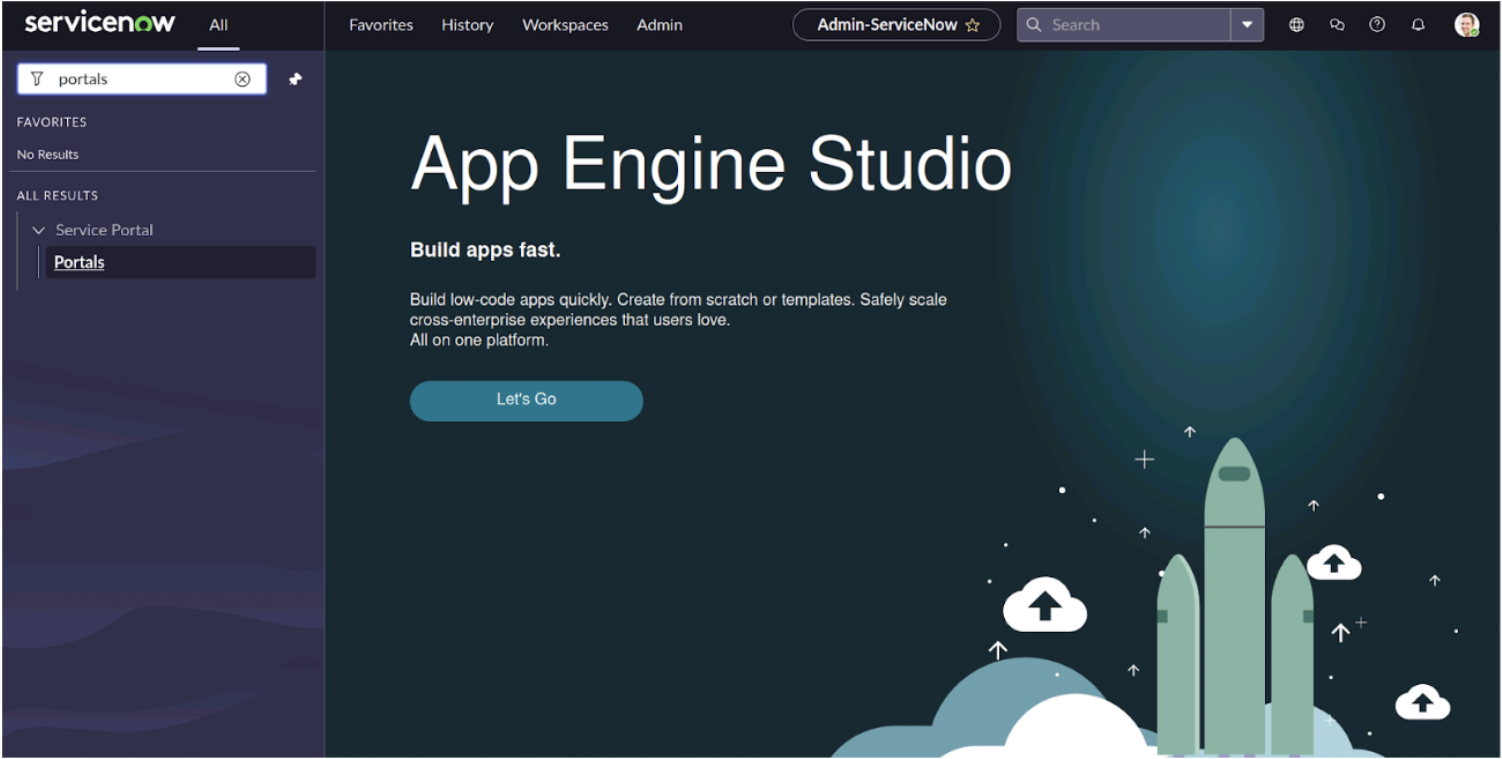 servicenow
All
Favorites
History
Workspaces
Admin
Admin-ServiceNow
Search
portals
FAVORITES
No Results
ALL RESULTS
Service Portal
Portals
App Engine Studio
Build apps fast.
Build low-code apps quickly. Create from scratch or templates. Safely scale
cross-enterprise experiences that users love.
All on one platform.
Let's Go